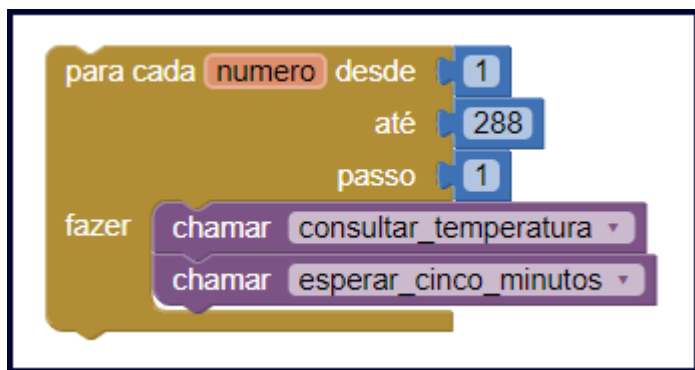 para cada numero desde 1
até 288
passo 1
fazer chamar consultar_temperatura
chamar esperar_cinco_minutos